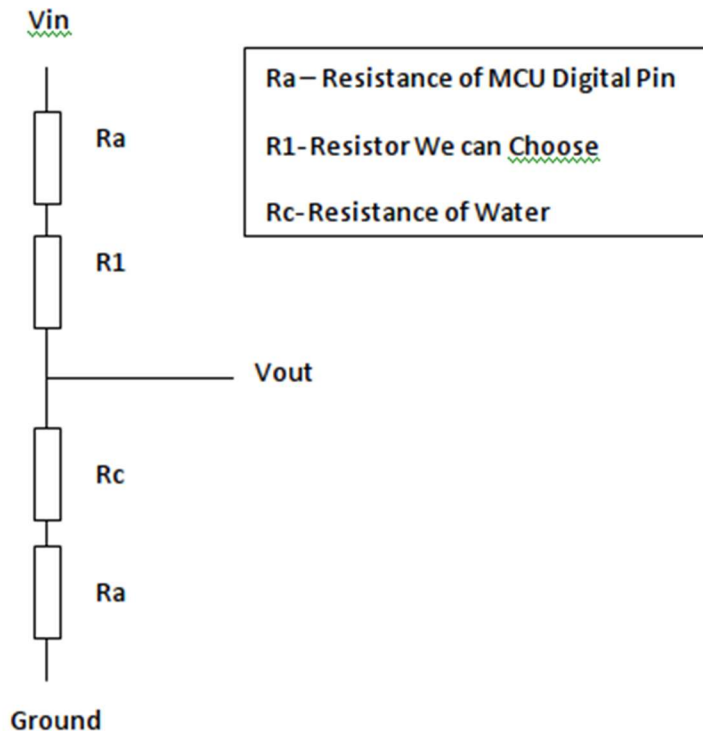 Vin
Ra – Resistance of MCU Digital Pin
Ra
R1-Resistor We can Choose
Rc-Resistance of Water
R1
Vout
Rc
Ra
Ground